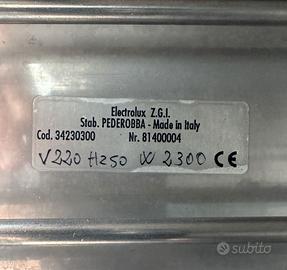 Electrolux Z.G.I.
Stab. PEDEROBBA - Made in Italy
Cod. 34230300 Nr. 81400004
V220 Hz50 W 2300 CE
subito